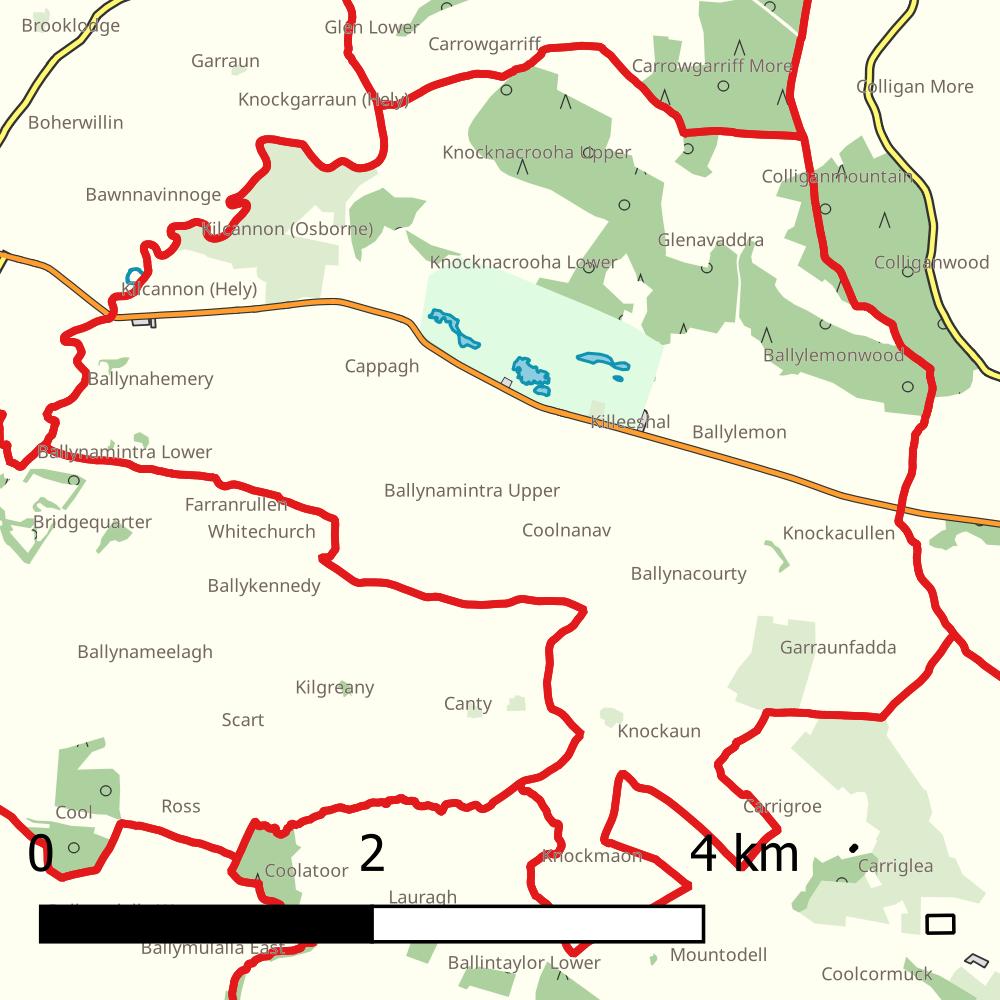 Brooklodge
Glen Lower
Carrowgarriff
Garraun
Carrowgarriff More
Colligan More
Knockgarraun (Hely)
Boherwillin
Knocknacrooha Upper
Colliganmountain
Bawnnavinnoge
Kilcannon (Osborne)
Glenavaddra
Knocknacrooha Lower
Colliganwood
Kilcannon (Hely)
Cappagh
Ballylemonwood
Ballynahemery
Killeeshal
Ballylemon
Ballynamintra Lower
Ballynamintra Upper
Farranrullen
Bridgequarter
Whitechurch
Coolnanav
Knockacullen
Ballynacourty
Ballykennedy
Ballynameelagh
Garraunfadda
Kilgreany
Canty
Scart
Knockaun
Cool
Ross
Carrigroe
0 2 4 km
Knockmaon
Coolatoor
Carriglea
Lauragh
Ballymulalla East
Mountodell
Ballintaylor Lower
Coolcormuck